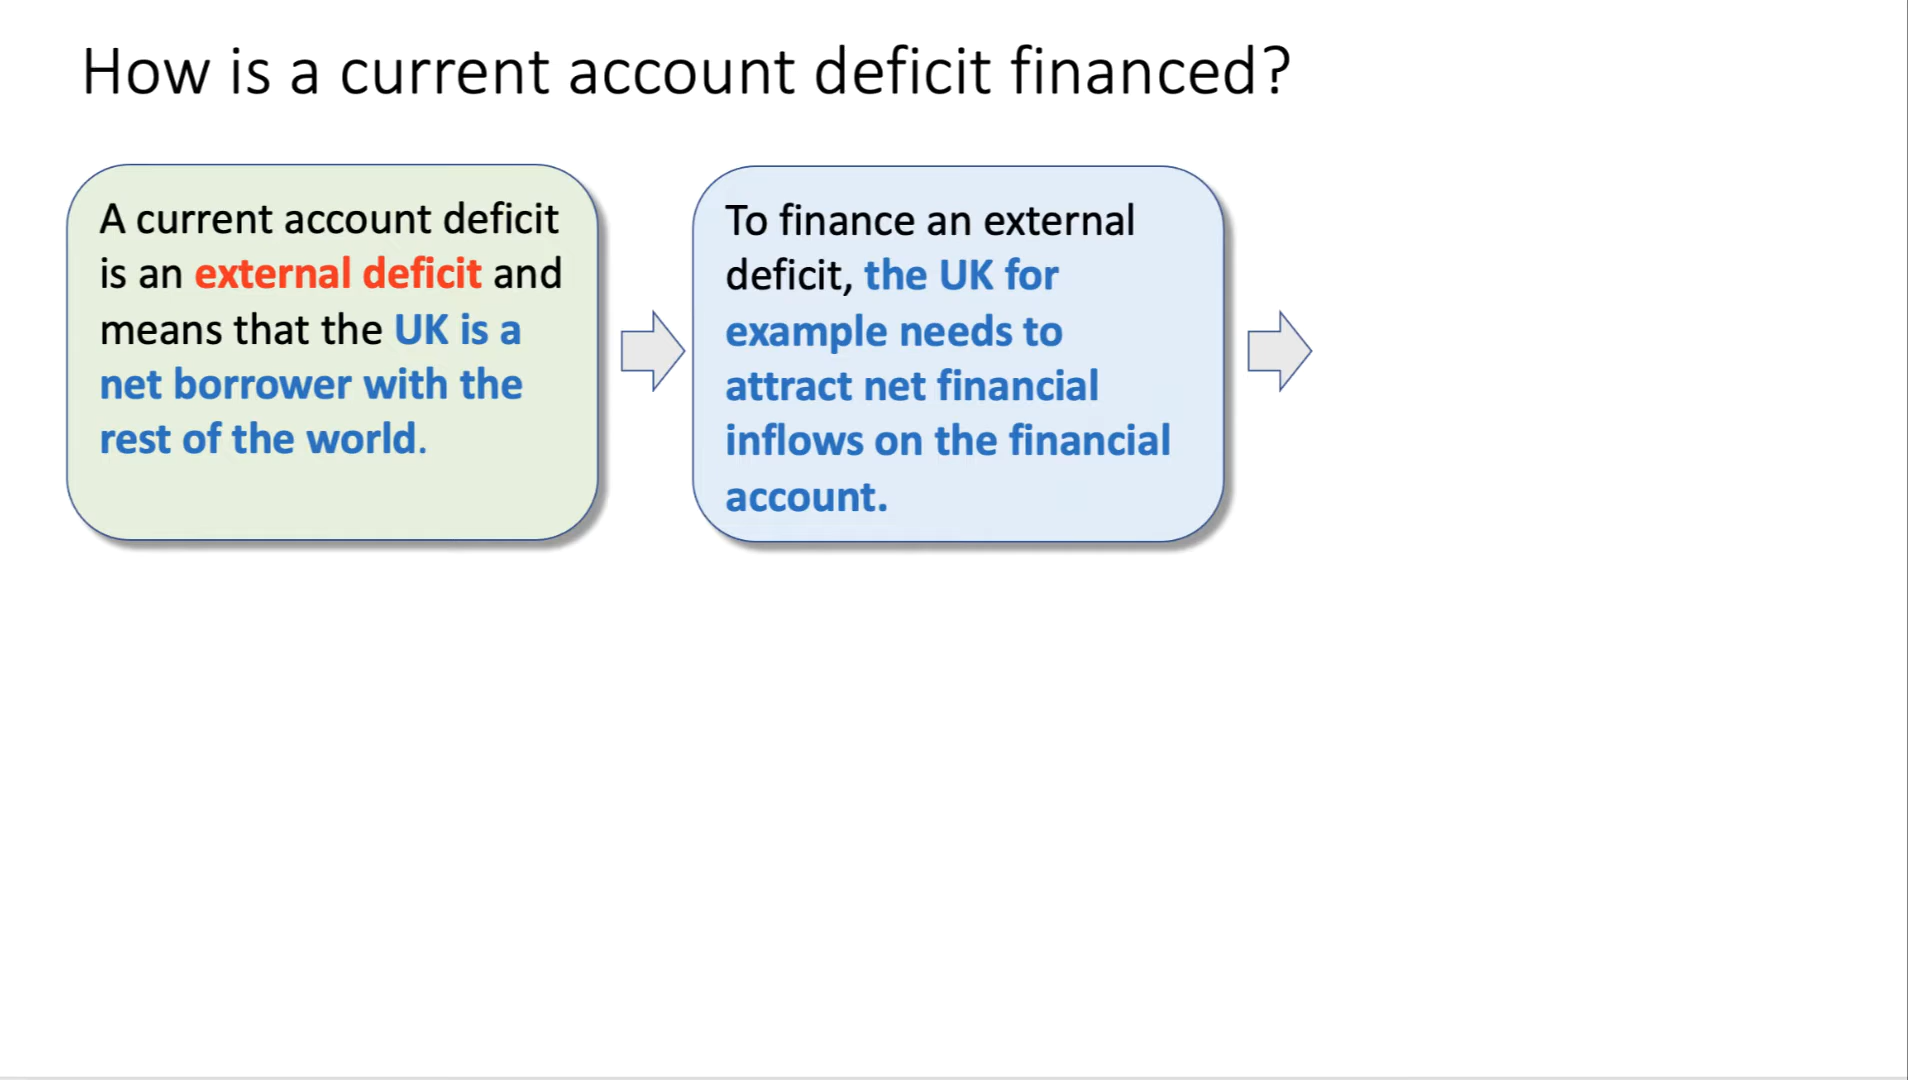 How is a current account deficit financed?
A current account deficit
is an external deficit and
means that the UK is a
net borrower with the
rest of the world.
To finance an external
deficit, the UK for
example needs to
attract net financial
inflows on the financial
account.